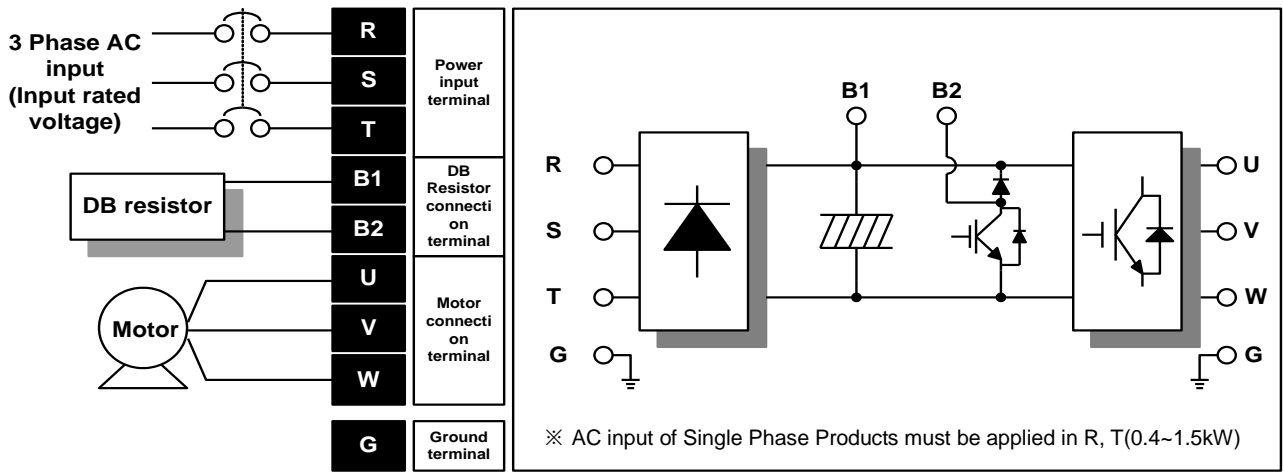 3 Phase AC
input
(Input rated
voltage)
R
S
T
Power
input
terminal
DB resistor
B1
B2
DB
Resistor
connecti
on
terminal
Motor
U
V
W
Motor
connecti
on
terminal
G
Ground
terminal
B1 B2
R
S
T
G
U
V
W
G
※ AC input of Single Phase Products must be applied in R, T(0.4~1.5kW)